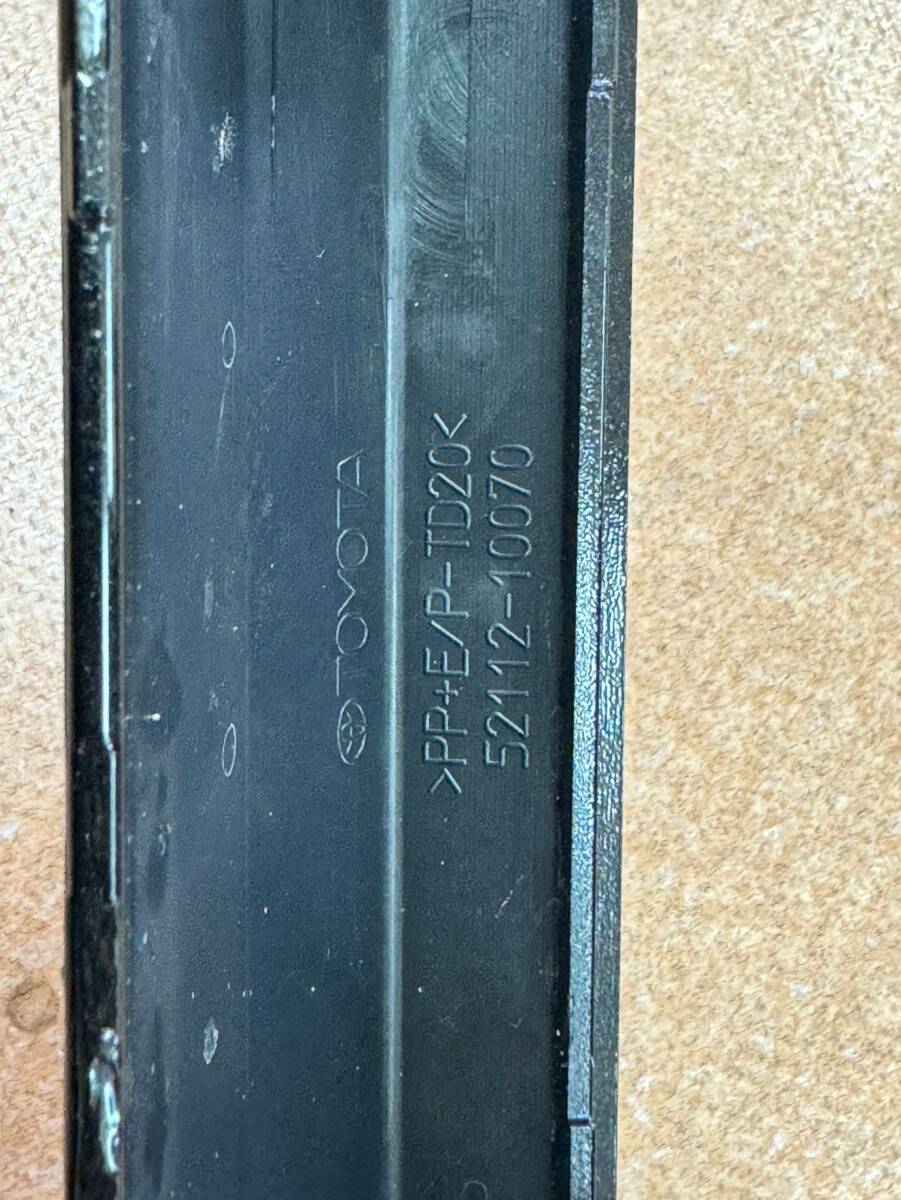 TOYOTA
>PP+E/P-TD20<
52112-10070